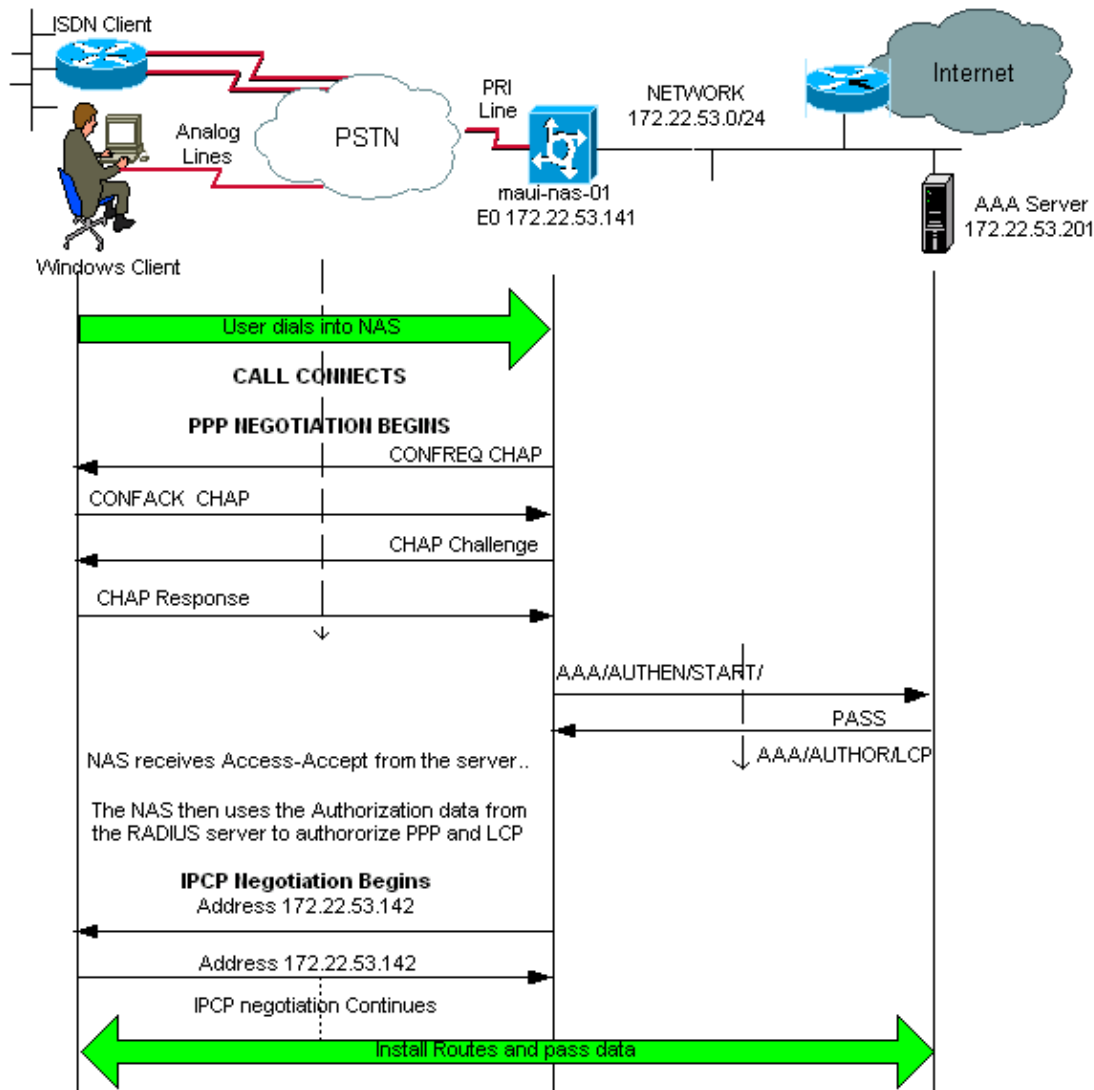 ISDN Client
Internet
PRI
Line
NETWORK
172.22.53.0/24
Analog
Lines
PSTN
maui-nas-01
E0 172.22.53.141
AAA Server
172.22.53.201
Windows Client
User dials into NAS
CALL CONNECTS
PPP NEGOTIATION BEGINS
CONFREQ CHAP
CONFACK CHAP
CHAP Challenge
CHAP Response
AAA/AUTHEN/START/
PASS
AAA/AUTHOR/LCP
NAS receives Access-Accept from the server..
The NAS then uses the Authorization data from
the RADIUS server to authororize PPP and LCP
IPCP Negotiation Begins
Address 172.22.53.142
Address 172.22.53.142
IPCP negotiation Continues
Install Routes and pass data